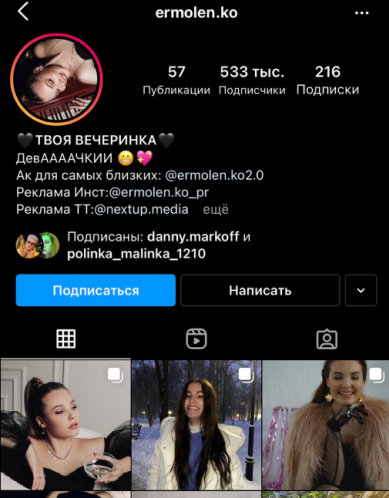 ermolen.ko
57
533 тыс.
216
Публикации
Подписчики
Подписки
🖤ТВОЯ ВЕЧЕРИНКА🖤
ДевААААЧКИИ 😬💖
Ак для самых близких: @ermolen.ko2.0
Реклама Инст:@ermolen.ko_pr
Реклама ТТ:@nextup.media ещё
Подписаны: danny.markoff и
polinka_malinka_1210
Подписаться
Написать